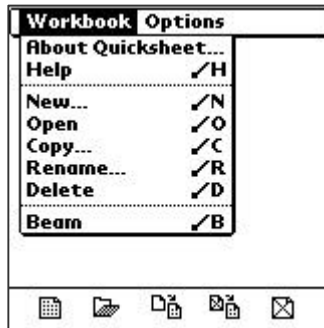 Workbook Options
About Quicksheet...
Help /H
New... /N
Open /O
Copy... /C
Rename... /R
Delete /D
Beam /B